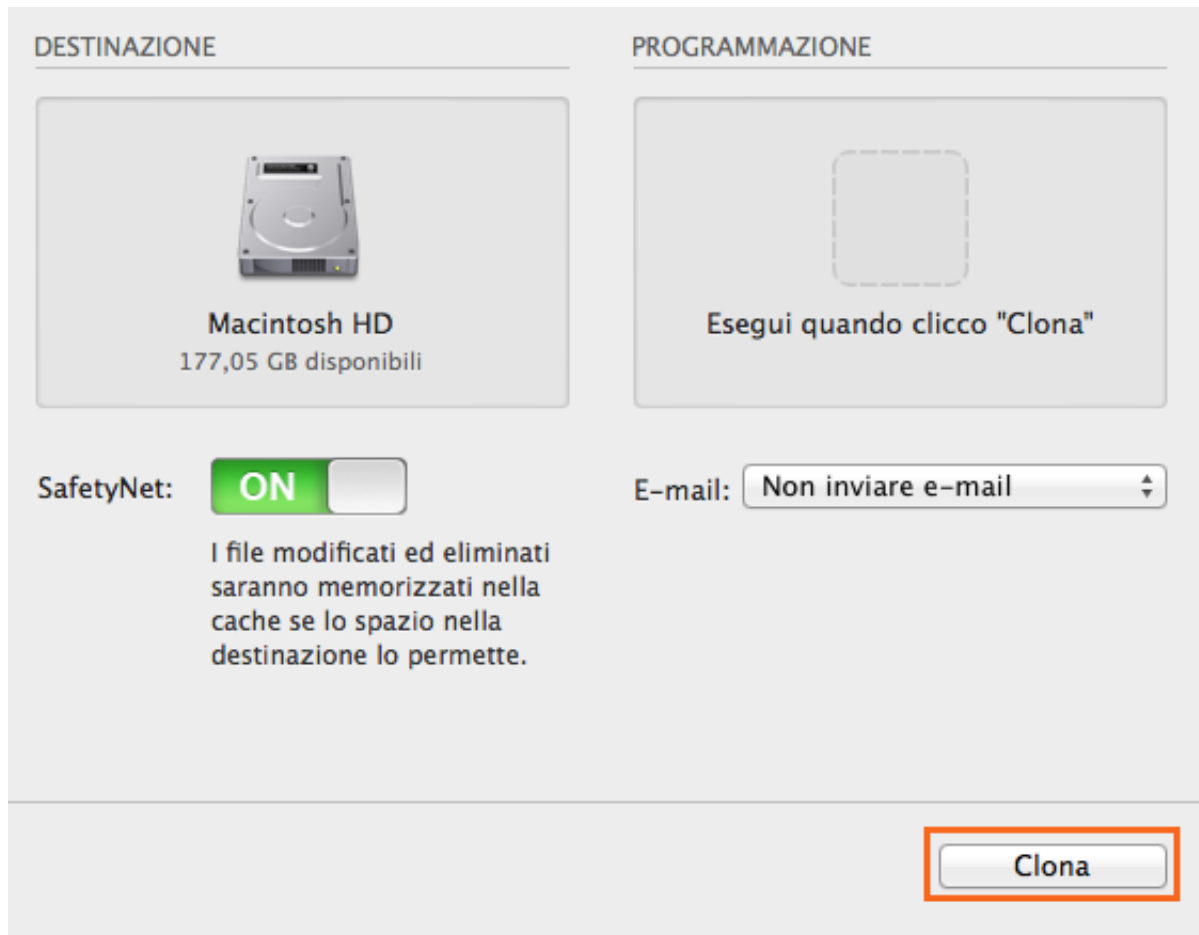 DESTINAZIONE
Macintosh HD
177,05 GB disponibili
SafetyNet:
ON
I file modificati ed eliminati
saranno memorizzati nella
cache se lo spazio nella
destinazione lo permette.
PROGRAMMAZIONE
Esegui quando clicco "Clona"
E-mail:
Non inviare e-mail
Clona